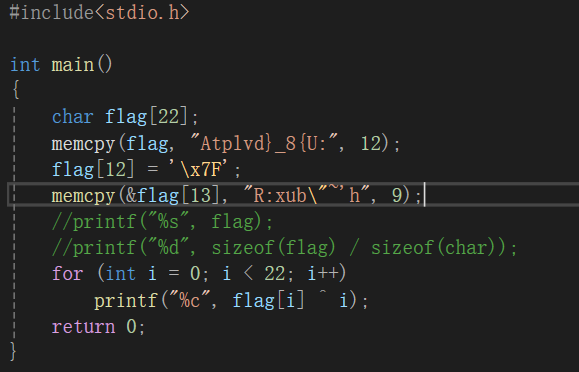 #include<stdio.h>
int main()
{
char flag[22];
memcpy(flag, "Atplvd}_8{U:", 12);
flag[12] = '\x7F';
memcpy(&flag[13], "R:xub\"~'h", 9);
//printf("%s", flag);
//printf("%d", sizeof(flag) / sizeof(char));
for (int i = 0; i < 22; i++)
printf("%c", flag[i] ^ i);
return 0;
}